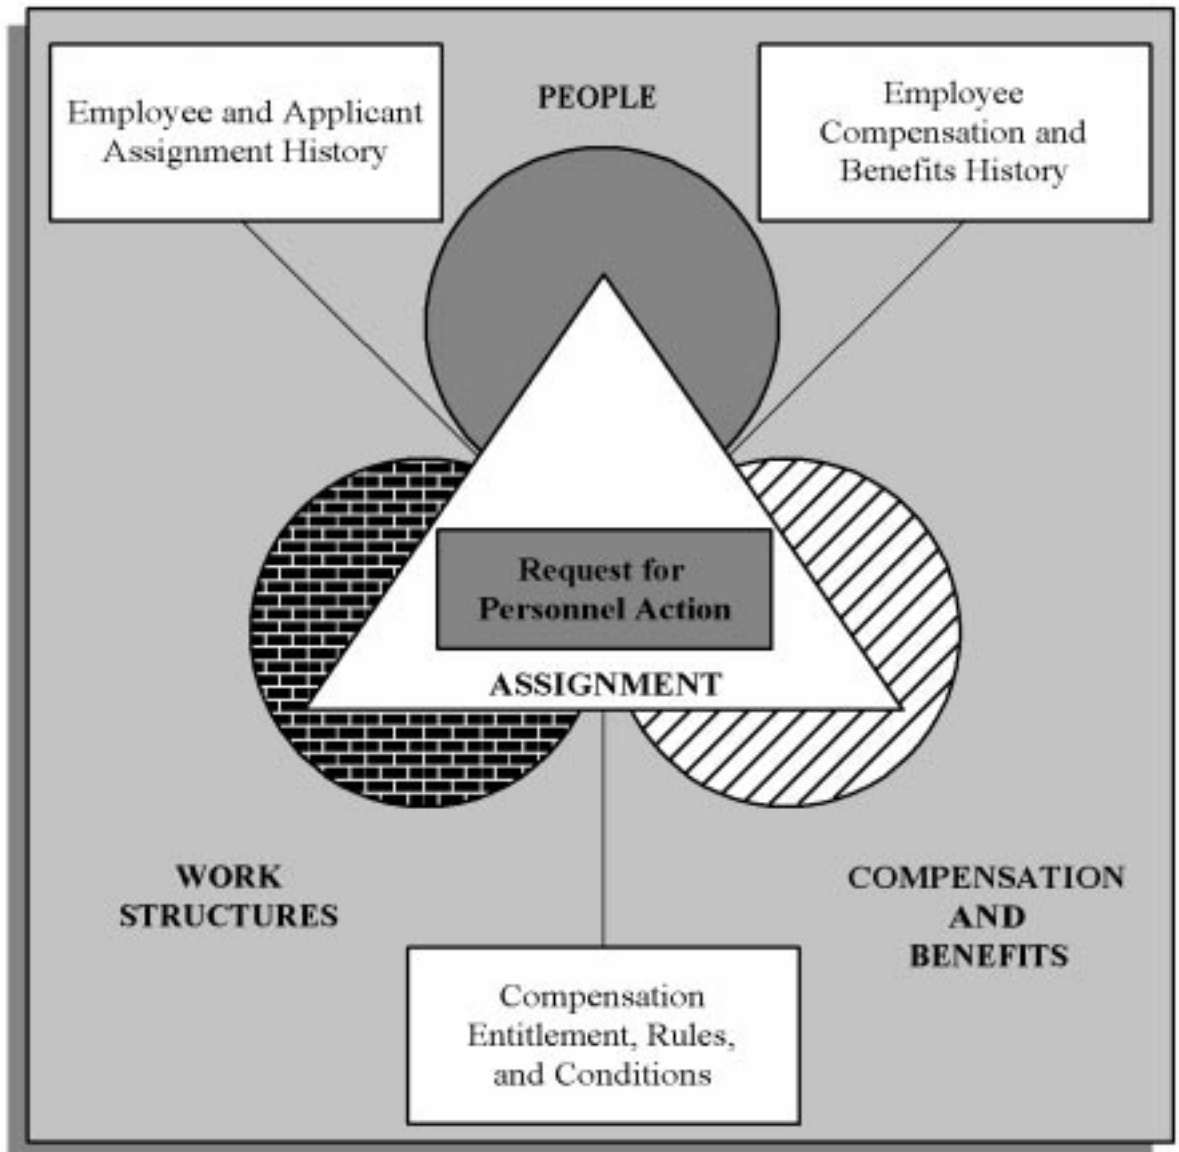 Employee and Applicant
Assignment History
PEOPLE
Employee
Compensation and
Benefits History
Request for
Personnel Action
ASSIGNMENT
WORK
STRUCTURES
COMPENSATION
AND
BENEFITS
Compensation
Entitlement, Rules,
and Conditions